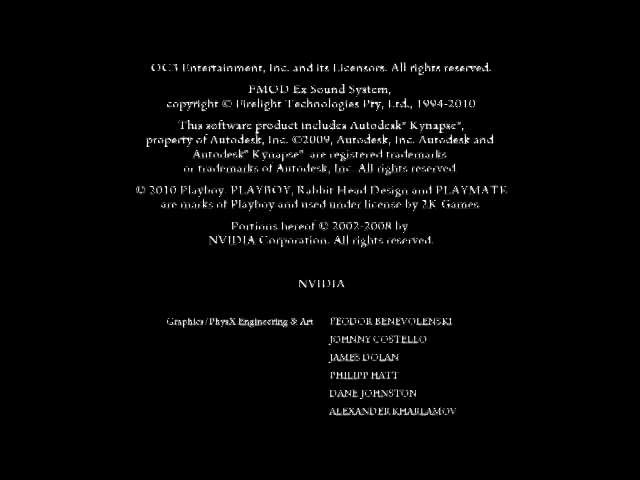 OC3 Entertainment, Inc. and its Licensors. All rights reserved.
FMOD Ex Sound System,
copyright © Firelight Technologies Pty, Ltd., 1994-2010
This software product includes Autodesk® Kynapse®,
property of Autodesk, Inc. ©2009, Autodesk, Inc. Autodesk and
Autodesk® Kynapse® are registered trademarks
or trademarks of Autodesk, Inc. All rights reserved.
© 2010 Playboy. PLAYBOY, Rabbit Head Design and PLAYMATE
are marks of Playboy and used under license by 2K Games.
Portions hereof © 2002-2008 by
NVIDIA Corporation. All rights reserved.
NVIDIA
Graphics/PhysX Engineering & Art FEODOR BENEVOLENSKI
JOHNNY COSTELLO
JAMES DOLAN
PHILIPP HATT
DANE JOHNSTON
ALEXANDER KHARLAMOV